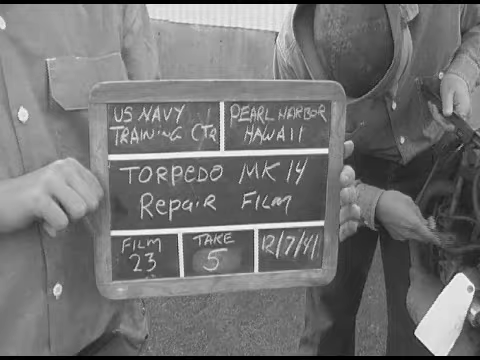 US NAVY
TRAINING CTR
PEARL HARBOR
HAWAII
TORPEDO MK 14
Repair Film
FILM
23
TAKE
5
12/7/41